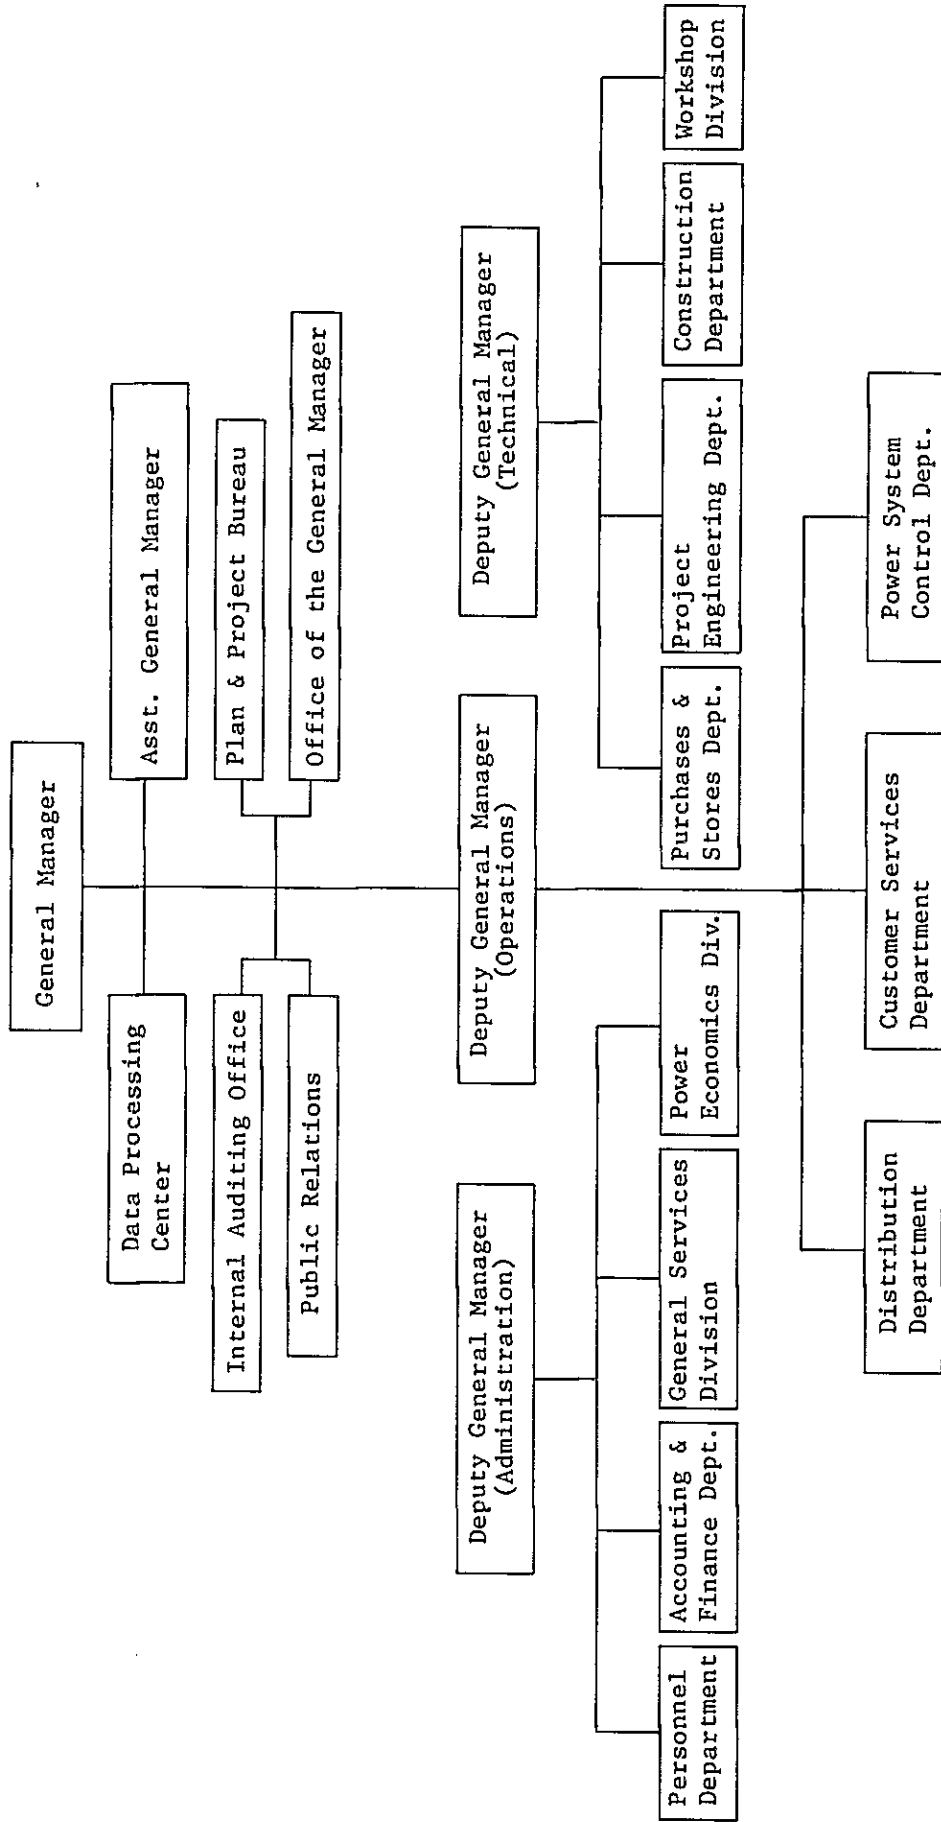 General Manager
Data Processing
Center
Asst. General Manager
Internal Auditing Office
Plan & Project Bureau
Public Relations
Office of the General Manager
Deputy General Manager
(Administration)
Deputy General Manager
(Operations)
Deputy General Manager
(Technical)
Personnel
Department
Accounting &
Finance Dept.
General Services
Division
Power
Economics Div.
Purchases &
Stores Dept.
Project
Engineering Dept.
Construction
Department
Workshop
Division
Distribution
Department
Customer Services
Department
Power System
Control Dept.